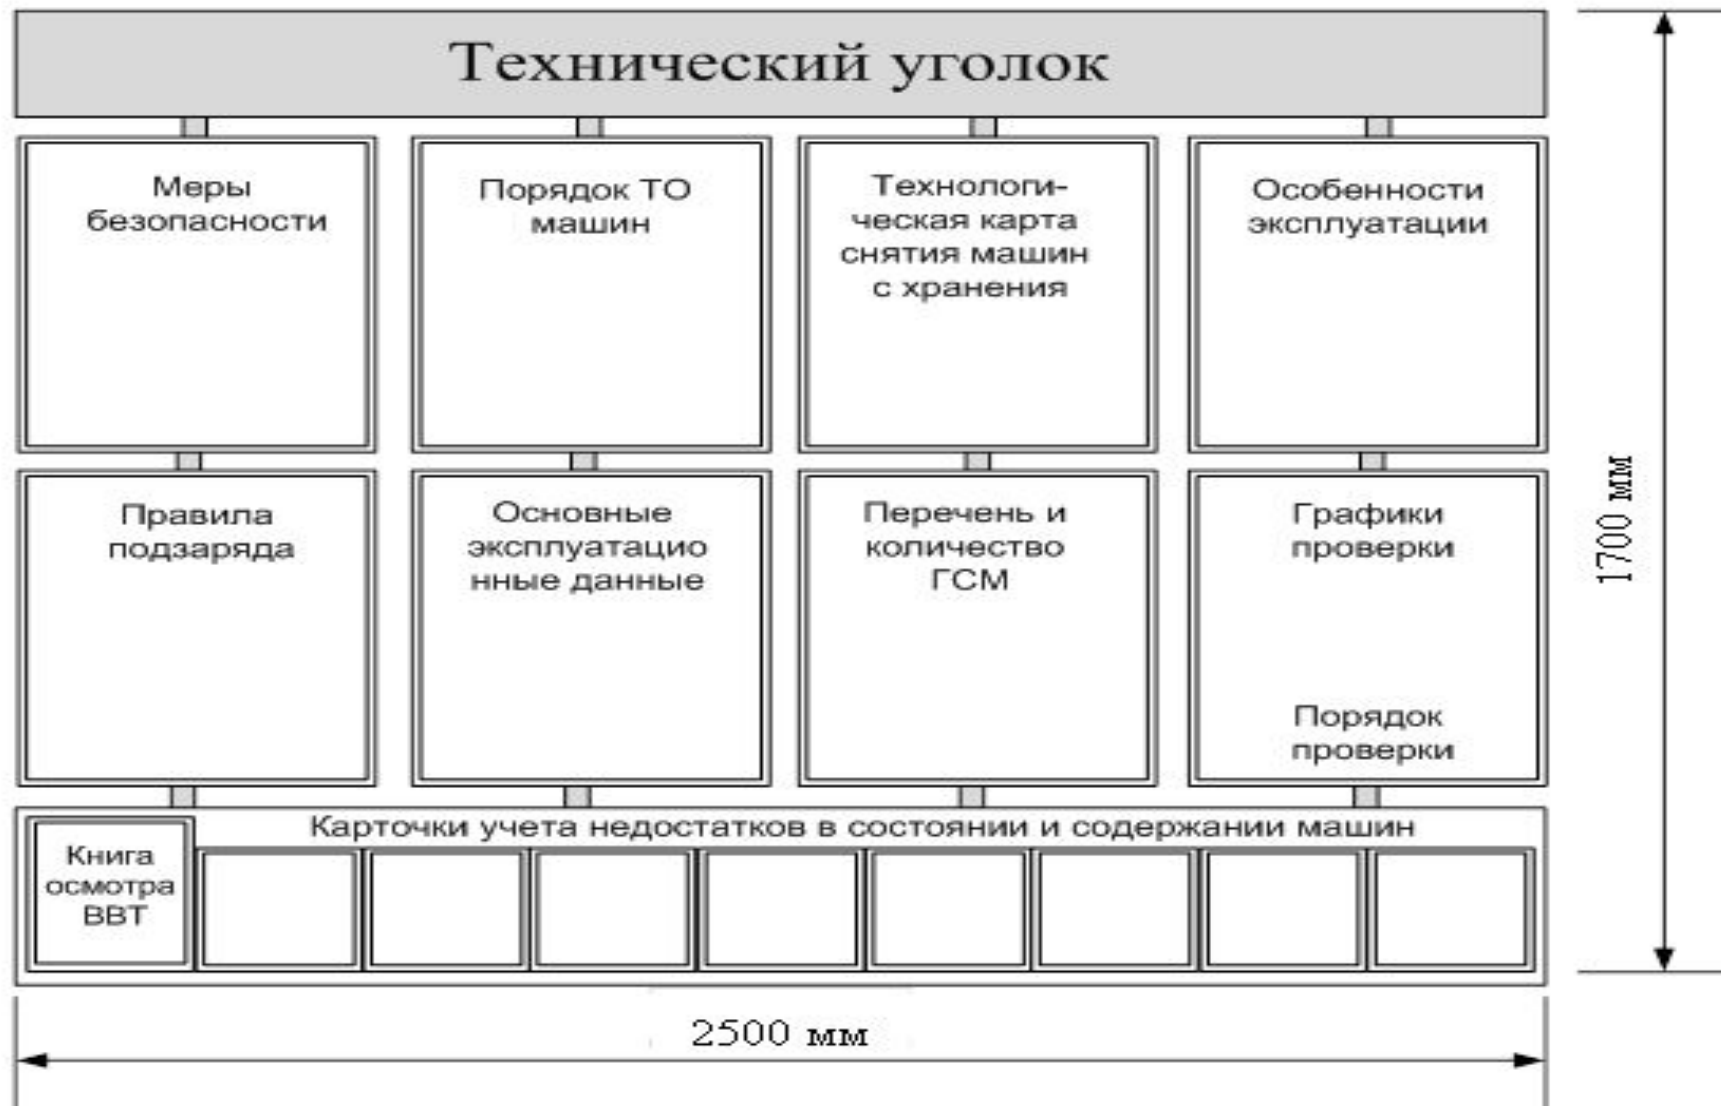 Технический уголок
Меры
безопасности
Порядок ТО
машин
Технологи-
ческая карта
снятия машин
с хранения
Особенности
эксплуатации
Правила
подзаряда
Основные
эксплуатацио
нные данные
Перечень и
количество
ГСМ
Графики
проверки
Порядок
проверки
Карточки учета недостатков в состоянии и содержании машин
Книга
осмотра
ВВТ
1700 мм
2500 мм